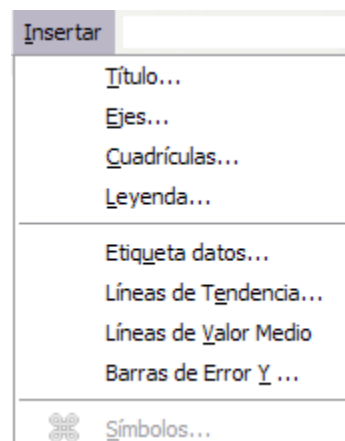 Insertar
Título...
Ejes...
Cuadrículas...
Leyenda...
Etiqueta datos...
Líneas de Tendencia...
Líneas de Valor Medio
Barras de Error Y ...
Símbolos...